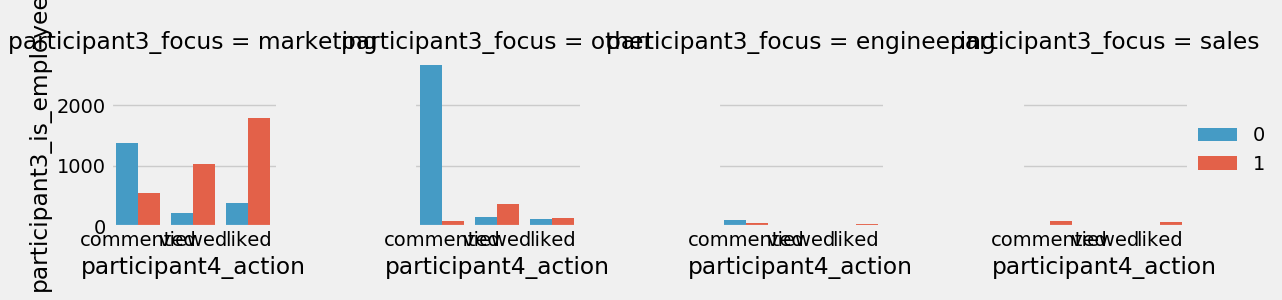 participant3_focus = marketing
participant3_focus = other
participant3_focus = engineering
participant3_focus = sales
participant3_is_employee
2000
1000
0
commented viewed liked
commented viewed liked
commented viewed liked
commented viewed liked
participant4_action
participant4_action
participant4_action
participant4_action
0
1